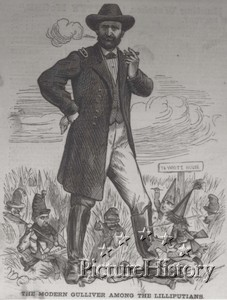 TO WHITE HOUSE
THE MODERN GULLIVER AMONG THE LILLIPUTIANS
PictureHistory